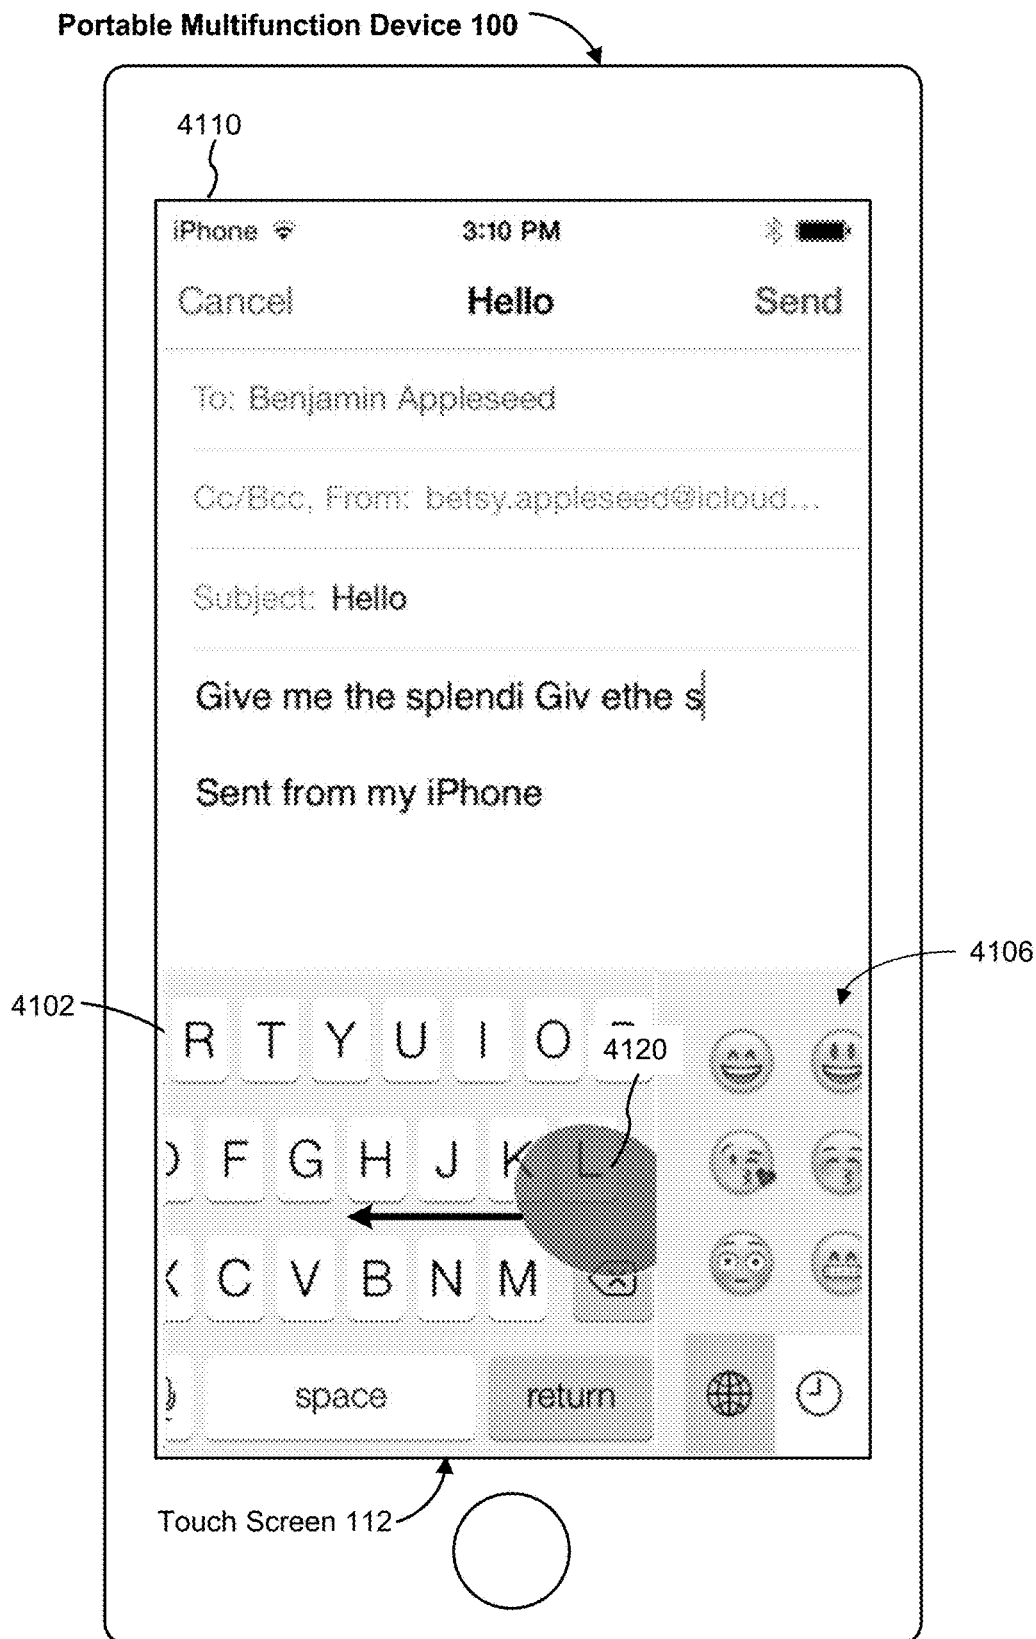 Portable Multifunction Device 100
4110
iPhone 3:10 PM
Cancel Hello Send
To: Benjamin Appleseed
Cc/Bcc, From: betsy.appleseed@icloud...
Subject: Hello
Give me the splendi Giv ethe s
Sent from my iPhone
4106
4102
R T Y U I O
4120
F G H J K L
X C V B N M
space return
Touch Screen 112